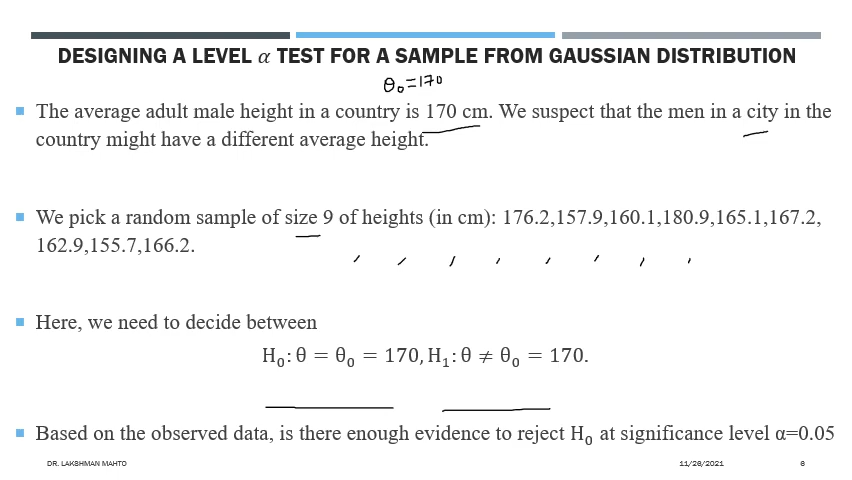 DESIGNING A LEVEL α TEST FOR A SAMPLE FROM GAUSSIAN DISTRIBUTION
θ₀=170
The average adult male height in a country is 170 cm. We suspect that the men in a city in the
country might have a different average height.
We pick a random sample of size 9 of heights (in cm): 176.2,157.9,160.1,180.9,165.1,167.2,
162.9,155.7,166.2.
Here, we need to decide between
H₀: θ = θ₀ = 170, H₁: θ ≠ θ₀ = 170.
Based on the observed data, is there enough evidence to reject H₀ at significance level α=0.05
DR. LAKSHMAN MAHTO 11/28/2021 6